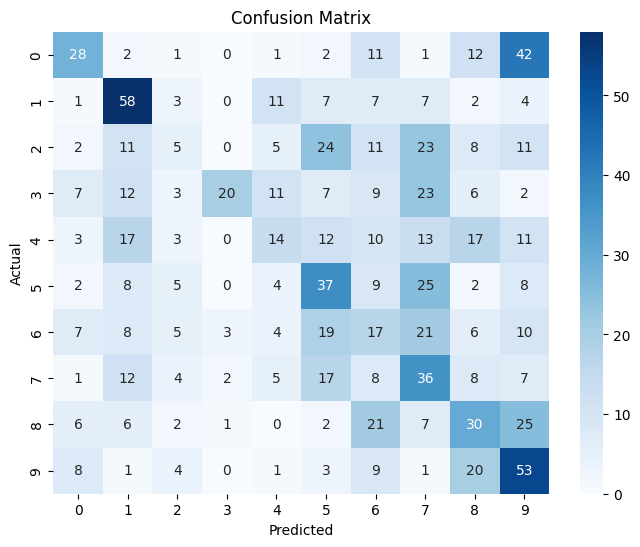 Confusion Matrix
Actual
0 28 2 1 0 1 2 11 1 12 42
1 1 58 3 0 11 7 7 7 2 4
2 2 11 5 0 5 24 11 23 8 11
3 7 12 3 20 11 7 9 23 6 2
4 3 17 3 0 14 12 10 13 17 11
5 2 8 5 0 4 37 9 25 2 8
6 7 8 5 3 4 19 17 21 6 10
7 1 12 4 2 5 17 8 36 8 7
8 6 6 2 1 0 2 21 7 30 25
9 8 1 4 0 1 3 9 1 20 53
0 1 2 3 4 5 6 7 8 9
Predicted
50
40
30
20
10
0